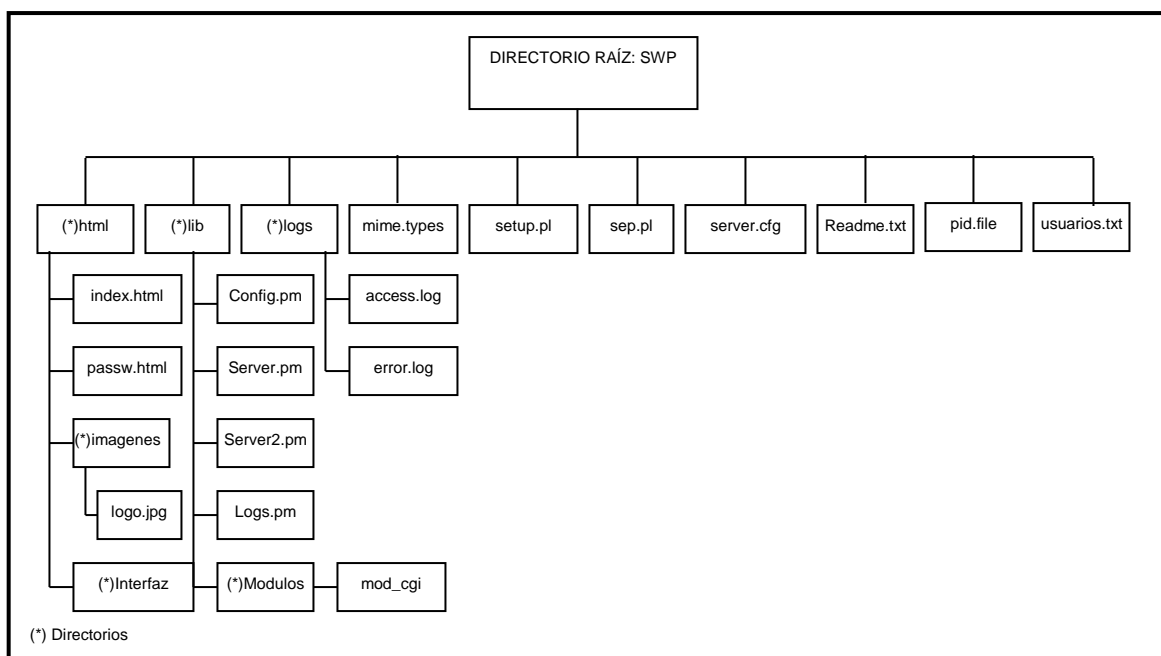 DIRECTORIO RAÍZ: SWP
(*)html
(*)lib
(*)logs
mime.types
setup.pl
sep.pl
server.cfg
Readme.txt
pid.file
usuarios.txt
index.html
Config.pm
access.log
passw.html
Server.pm
error.log
(*)imagenes
Server2.pm
logo.jpg
Logs.pm
(*)Interfaz
(*)Modulos
mod_cgi
(*) Directorios